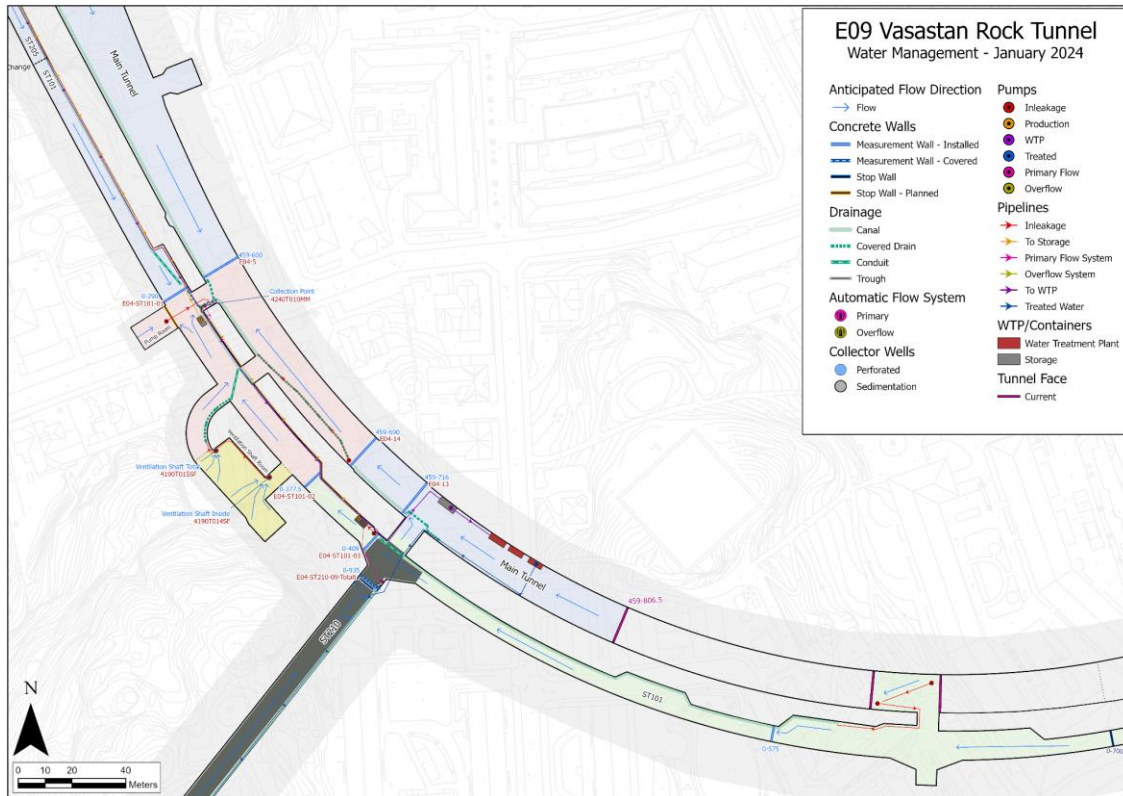 E09 Vasastan Rock Tunnel
Water Management - January 2024
Anticipated Flow Direction
Flow
Concrete Walls
Measurement Wall - Installed
Measurement Wall - Covered
Stop Wall
Stop Wall - Planned
Drainage
Canal
Covered Drain
Conduit
Trough
Automatic Flow System
Primary
Overflow
Collector Wells
Perforated
Sedimentation
Pumps
Inleakage
Production
WTP
Treated
Primary Flow
Overflow
Pipelines
Inleakage
To Storage
Primary Flow System
Overflow System
To WTP
Treated Water
WTP/Containers
Water Treatment Plant
Storage
Tunnel Face
Current
ST205
ST101
Change
Main Tunnel
459-600
E04-5
0-290
E04-ST101-01
Collection Point
4240T010MM
Pump Room
459-690
E04-14
Ventilation Shaft Room
Ventilation Shaft Total
4190T015SF
0-377.5
E04-ST101-02
459-716
E04-13
Ventilation Shaft Inside
4190T014SF
0-409
E04-ST101-03
0-935
E04-ST210-09-Totalt
Main Tunnel
459-806.5
ST210
ST101
0-575
0-700
N
0 10 20 40
Meters